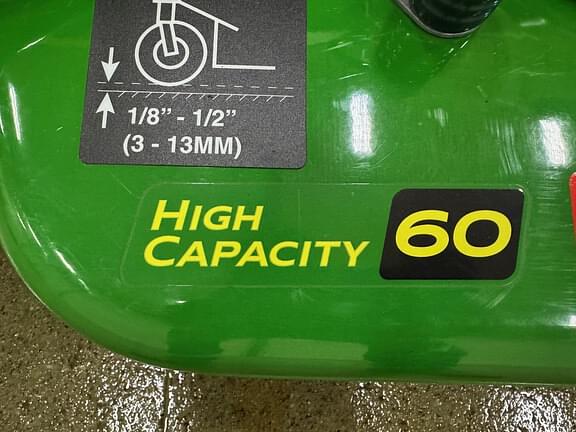 1/8” - 1/2”
(3 - 13MM)
HIGH
CAPACITY 60